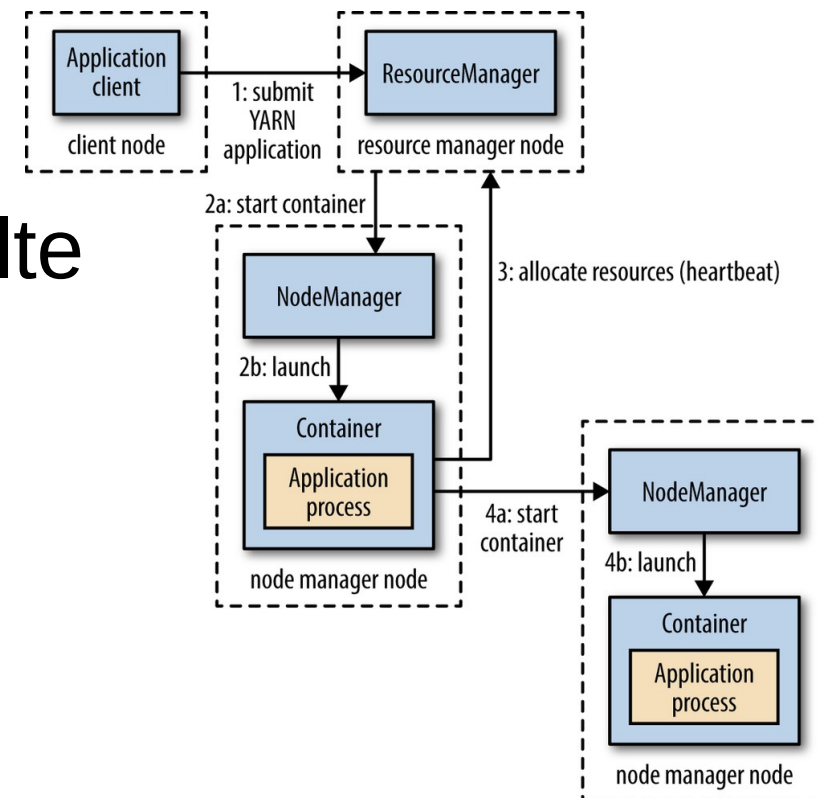 Application
client
client node
1: submit
YARN
application
ResourceManager
resource manager node
lte
2a: start container
NodeManager
2b: launch
Container
Application
process
node manager node
3: allocate resources (heartbeat)
4a: start
container
NodeManager
4b: launch
Container
Application
process
node manager node